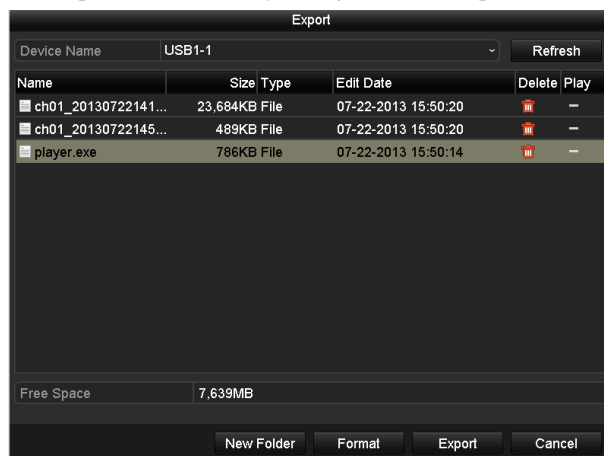 Export
Device Name USB1-1 Refresh
Name Size Type Edit Date Delete Play
ch01_20130722141... 23,684KB File 07-22-2013 15:50:20
ch01_20130722145... 489KB File 07-22-2013 15:50:20
player.exe 786KB File 07-22-2013 15:50:14
Free Space 7,639MB
New Folder Format Export Cancel